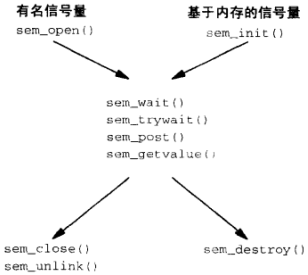 有名信号量
基于内存的信号量
sem_open()
sem_init()
sem_wait()
sem_trywait()
sem_post()
sem_getvalue()
sem_close()
sem_unlink()
sem_destroy()